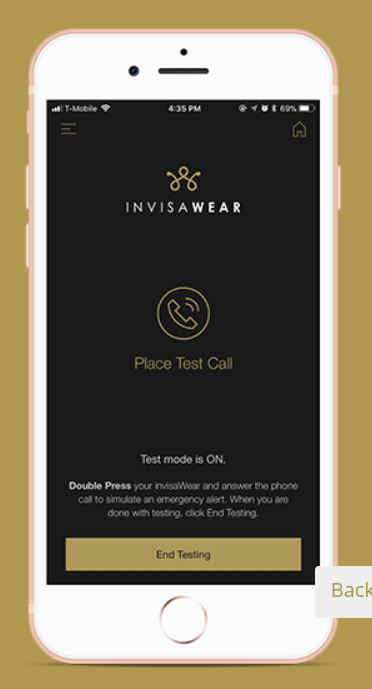 T-Mobile 4:35 PM 69%
INVISAWEAR
Place Test Call
Test mode is ON.
Double Press your invisaWear and answer the phone
call to simulate an emergency alert. When you are
done with testing, click End Testing.
End Testing
Back